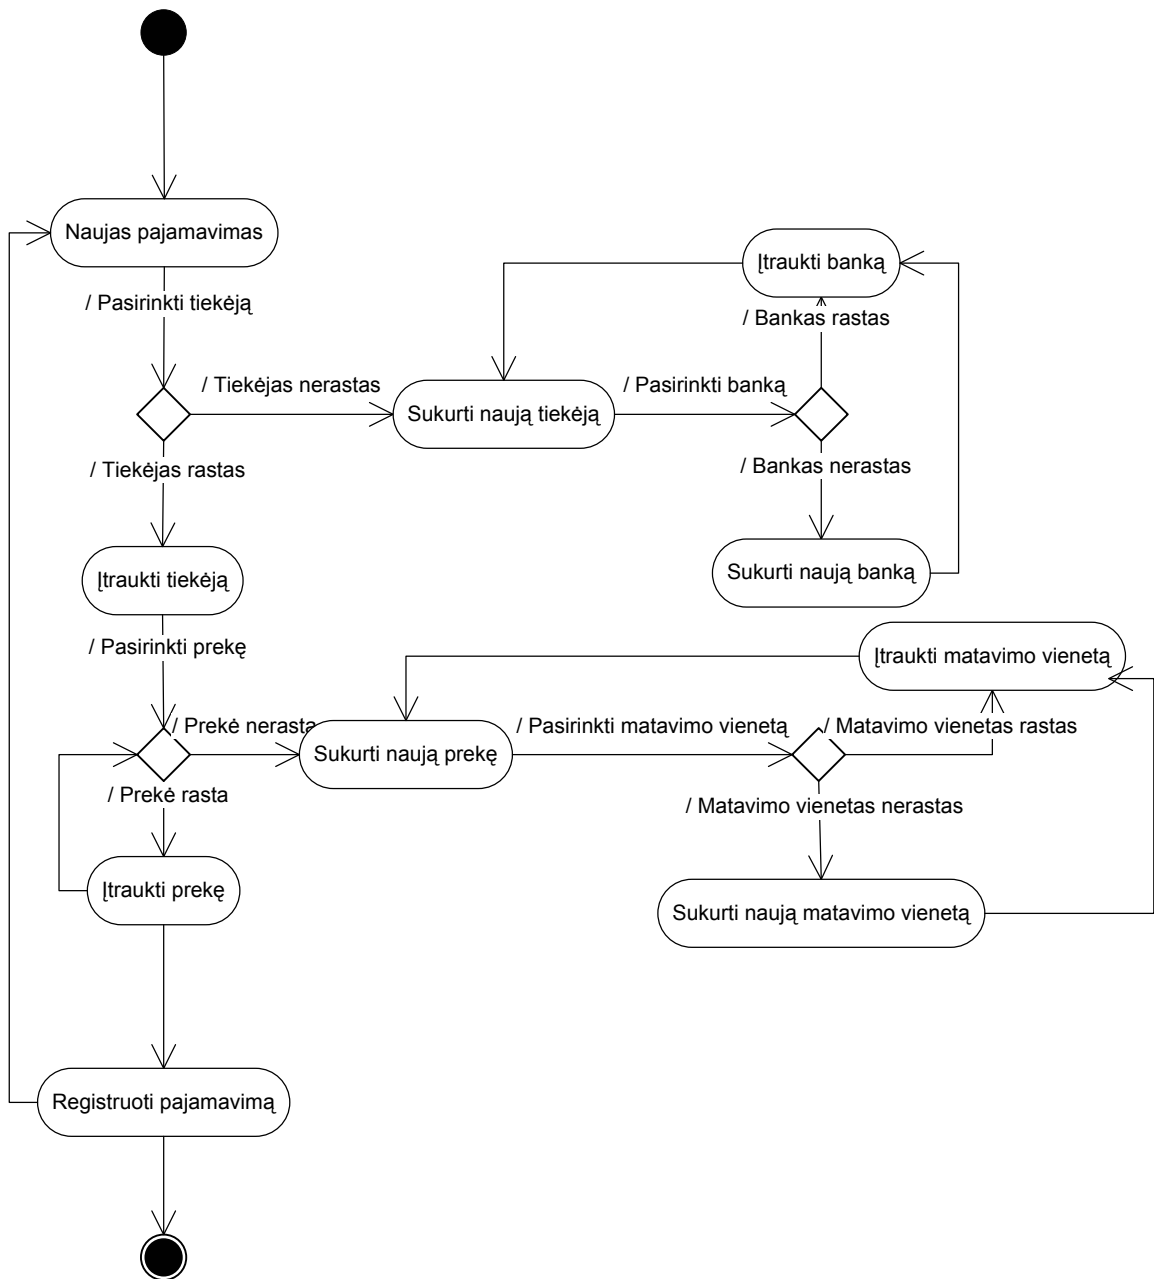 Naujas pajamavimas
/ Pasirinkti tiekėją
Įtraukti banką
/ Bankas rastas
/ Tiekėjas nerastas
Sukurti naują tiekėją
/ Pasirinkti banką
/ Tiekėjas rastas
/ Bankas nerastas
Įtraukti tiekėją
Sukurti naują banką
/ Pasirinkti prekę
Įtraukti matavimo vienetą
/ Prekė nerasta
Sukurti naują prekę
/ Pasirinkti matavimo vienetą
/ Matavimo vienetas rastas
/ Prekė rasta
/ Matavimo vienetas nerastas
Įtraukti prekę
Sukurti naują matavimo vienetą
Registruoti pajamavimą